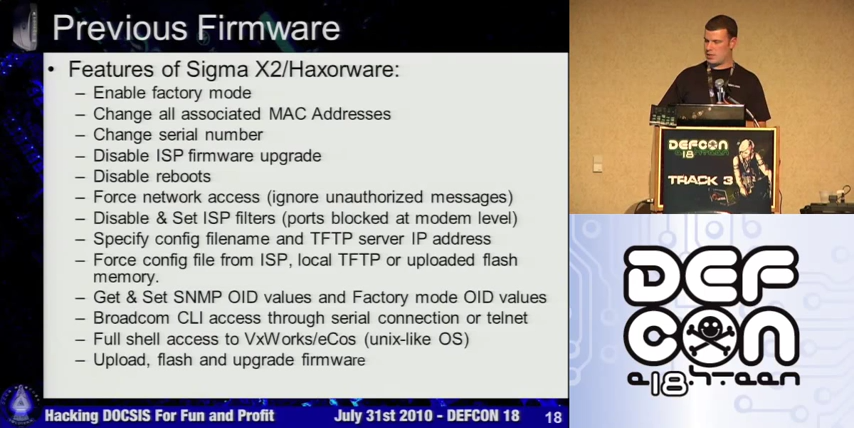 Previous Firmware
• Features of Sigma X2/Haxorware:
– Enable factory mode
– Change all associated MAC Addresses
– Change serial number
– Disable ISP firmware upgrade
– Disable reboots
– Force network access (ignore unauthorized messages)
– Disable & Set ISP filters (ports blocked at modem level)
– Specify config filename and TFTP server IP address
– Force config file from ISP, local TFTP or uploaded flash
memory.
– Get & Set SNMP OID values and Factory mode OID values
– Broadcom CLI access through serial connection or telnet
– Full shell access to VxWorks/eCos (unix-like OS)
– Upload, flash and upgrade firmware
Hacking DOCSIS For Fun and Profit July 31st 2010 - DEFCON 18 18
DEFCON
18
TRACK 3
DEF
CON
e18h.teen